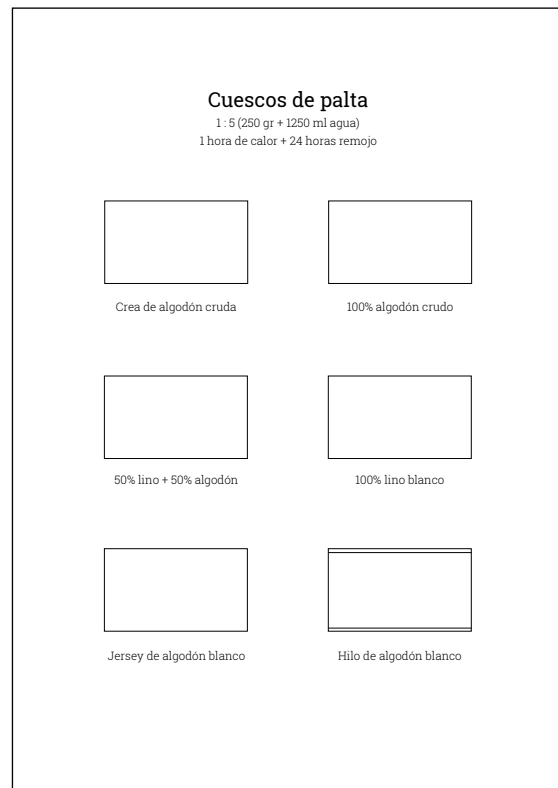 Cuescos de palta
1 : 5 (250 gr + 1250 ml agua)
1 hora de calor + 24 horas remojo
Crea de algodón cruda
100% algodón crudo
50% lino + 50% algodón
100% lino blanco
Jersey de algodón blanco
Hilo de algodón blanco